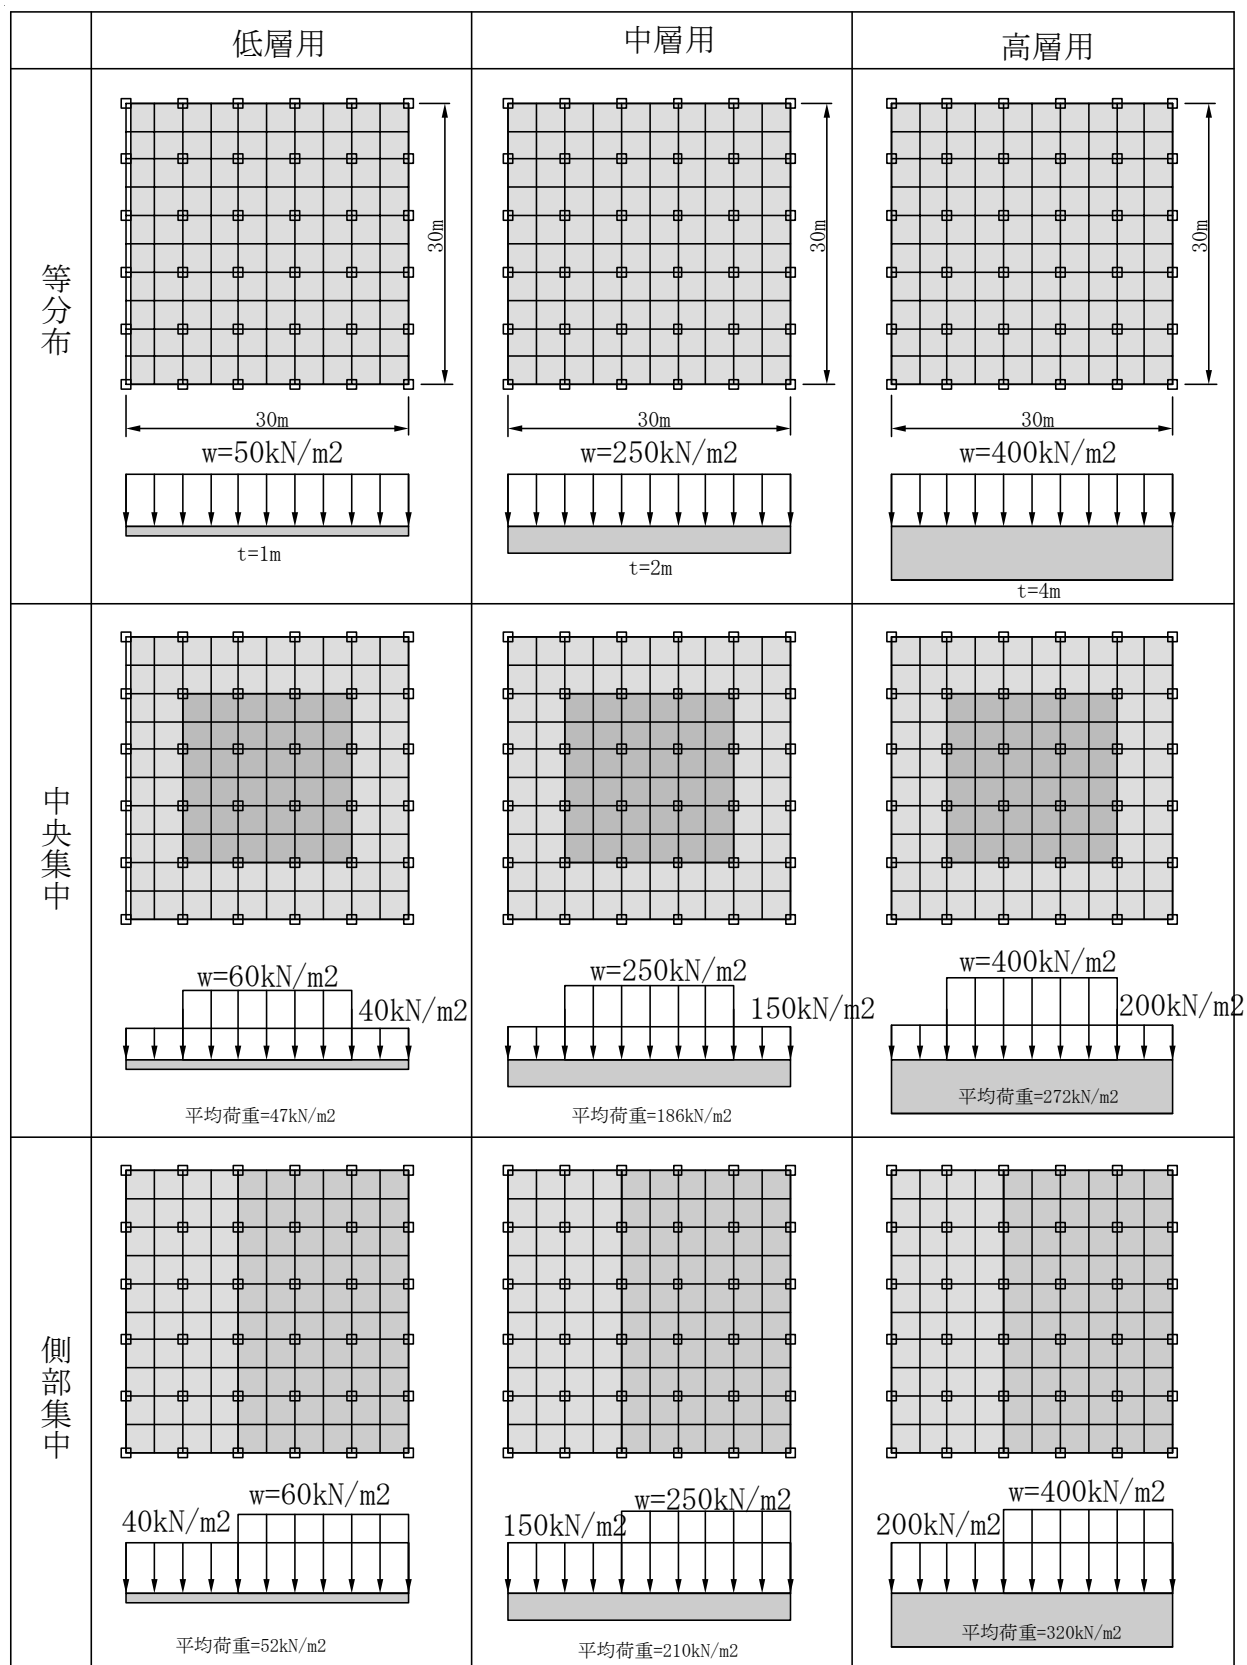 低層用
中層用
高層用
等分布
30m
30m
w=50kN/m2
t=1m
30m
30m
w=250kN/m2
t=2m
30m
30m
w=400kN/m2
t=4m
中央集中
w=60kN/m2
40kN/m2
平均荷重=47kN/m2
w=250kN/m2
150kN/m2
平均荷重=186kN/m2
w=400kN/m2
200kN/m2
平均荷重=272kN/m2
側部集中
w=60kN/m2
40kN/m2
平均荷重=52kN/m2
w=250kN/m2
150kN/m2
平均荷重=210kN/m2
w=400kN/m2
200kN/m2
平均荷重=320kN/m2